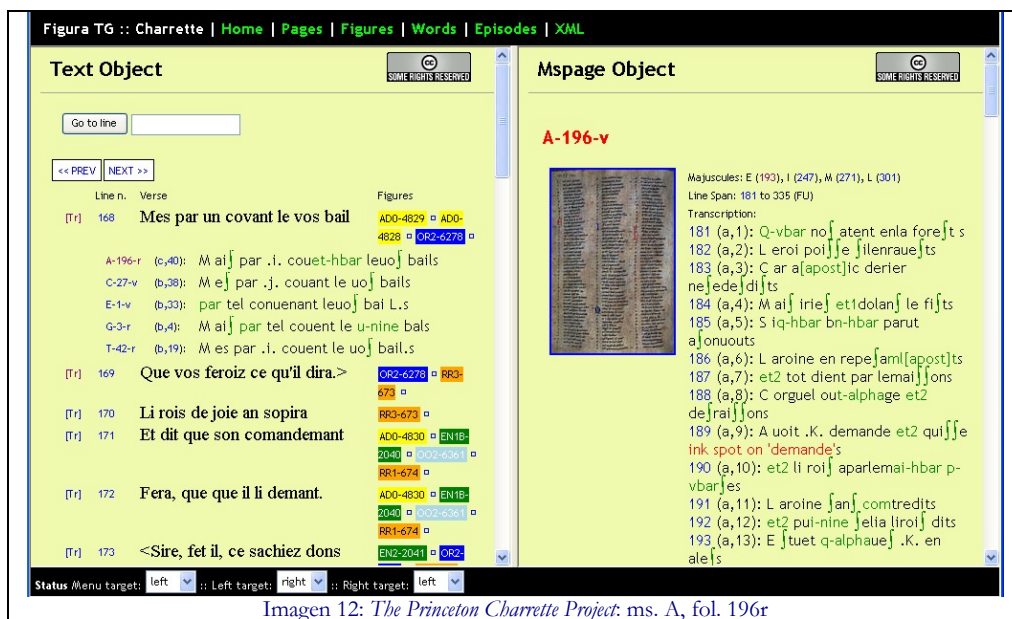 Figura TG :: Charrette | Home | Pages | Figures | Words | Episodes | XML
Text Object
cc
SOME RIGHTS RESERVED
Go to line
<< PREV NEXT >>
Line n. Verse Figures
[Tr] 168 Mes par un covant le vos bail AD0-4829 ▫ AD0-
4828 ▫ OR2-6278 ▫
A-196-r (c,40): M aiʃ par .i. couet-hbar leuoʃ bails
C-27-v (b,38): M eʃ par .j. couant le uoʃ bails
E-1-v (b,33): par tel conuenant leuoʃ bai L.s
G-3-r (b,4): M aiʃ par tel couent le u-nine bals
T-42-r (b,19): M es par .i. couent le uoʃ bail.s
[Tr] 169 Que vos feroiz ce qu'il dira.> OR2-6278 ▫ RR3-
673 ▫
[Tr] 170 Li rois de joie an sopira RR3-673 ▫
[Tr] 171 Et dit que son comandemant AD0-4830 ▫ EN1B-
2040 ▫ OO2-6361 ▫
RR1-674 ▫
[Tr] 172 Fera, que que il li demant. AD0-4830 ▫ EN1B-
2040 ▫ OO2-6361 ▫
RR1-674 ▫
[Tr] 173 <Sire, fet il, ce sachiez dons EN2-2041 ▫ OR2-
Mspage Object
cc
SOME RIGHTS RESERVED
A-196-v
Majuscules: E (193), I (247), M (271), L (301)
Line Span: 181 to 335 (FU)
Transcription:
181 (a,1): Q-vbar noʃ atent enla foreʃt s
182 (a,2): L eroi poiʃʃe ʃilenraueʃts
183 (a,3): C ar a[apost]ic derier
neʃedeʃdiʃts
184 (a,4): M aiʃ irieʃ et1dolanʃ le fiʃts
185 (a,5): S iq-hbar bn-hbar parut
aʃonuouts
186 (a,6): L aroine en repeʃaml[apost]ts
187 (a,7): et2 tot dient par lemaiʃʃons
188 (a,8): C orguel out-alphage et2
deʃraiʃʃons
189 (a,9): A uoit .K. demande et2 quiʃʃe
ink spot on 'demande's
190 (a,10): et2 li roiʃ aparlemai-hbar p-
vbarʃes
191 (a,11): L aroine ʃanʃ comtredits
192 (a,12): et2 pui-nine ʃelia liroiʃ dits
193 (a,13): E ʃtuet q-alphaueʃ .K. en
aleʃs
Status Menu target: left :: Left target: right :: Right target: left
Imagen 12: The Princeton Charrette Project: ms. A, fol. 196r